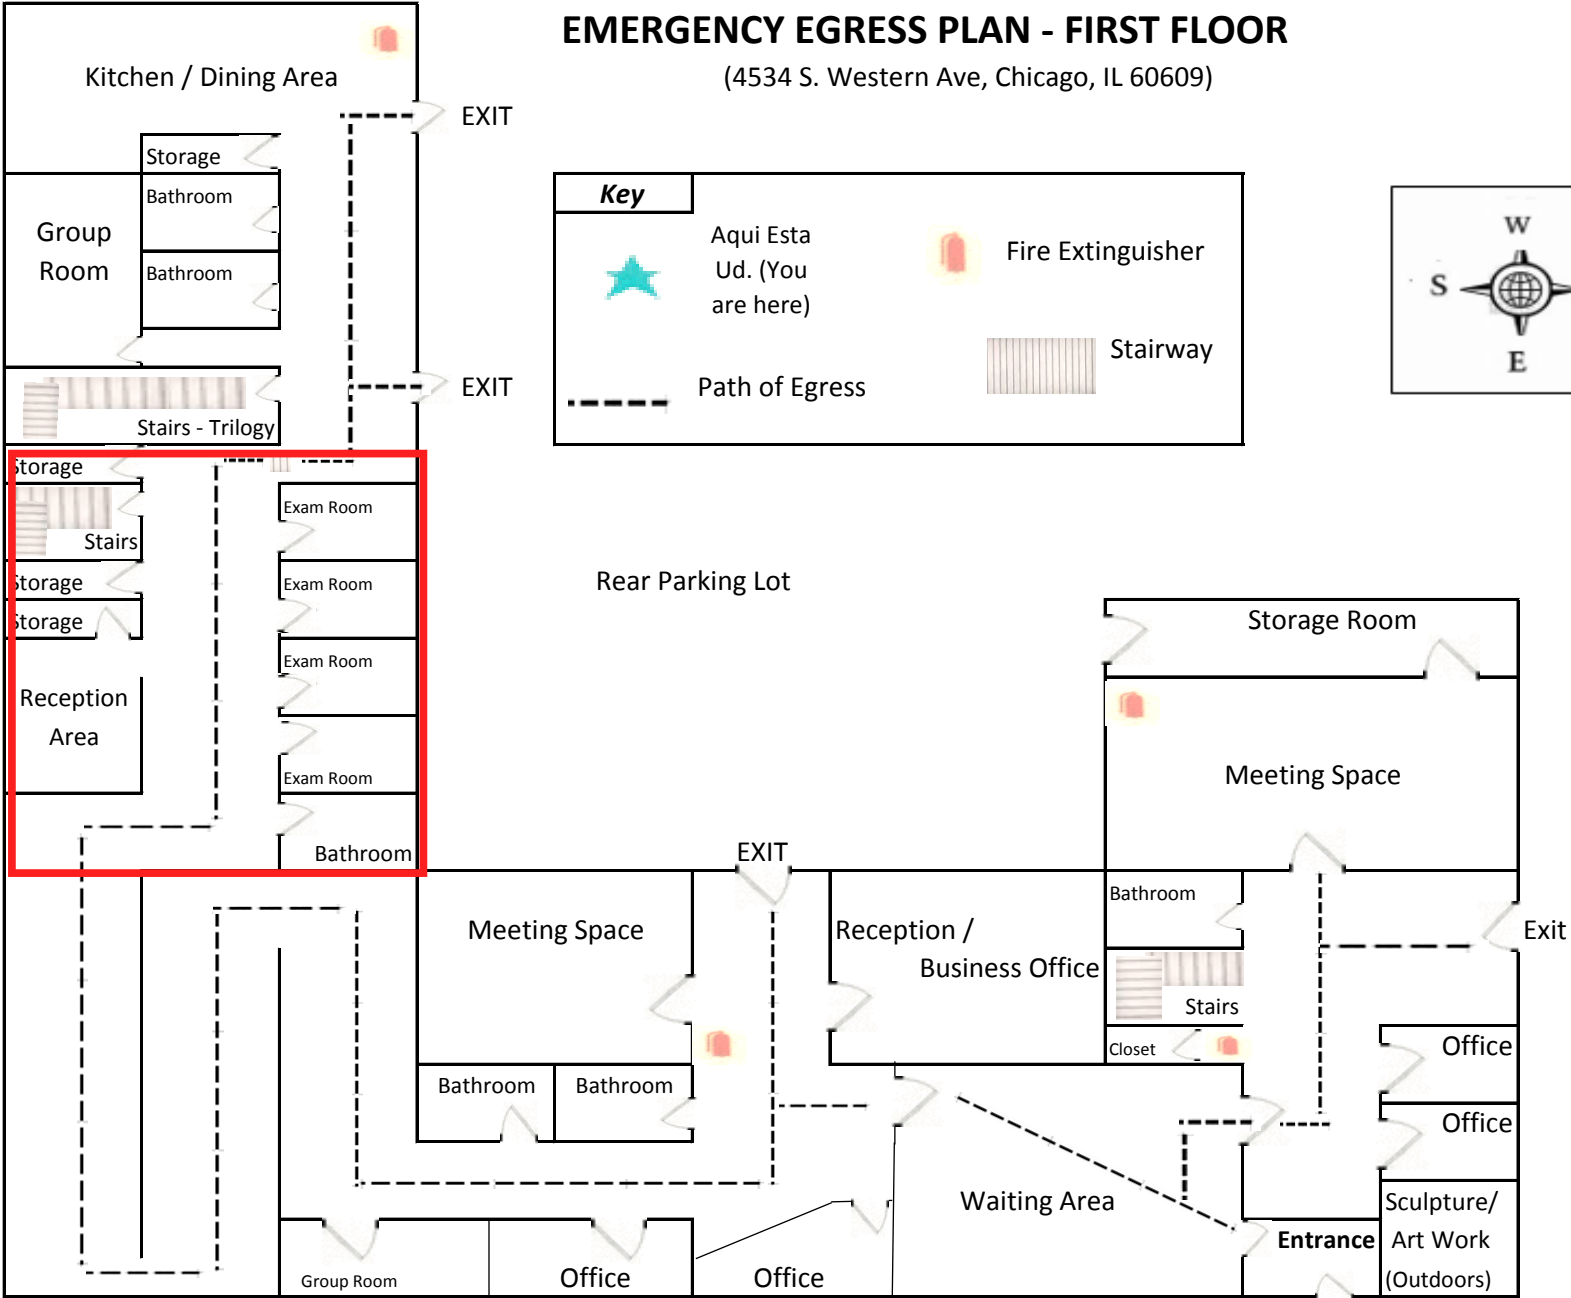 EMERGENCY EGRESS PLAN - FIRST FLOOR
(4534 S. Western Ave, Chicago, IL 60609)
Kitchen / Dining Area
EXIT
Storage
Bathroom
Group
Room
Bathroom
Key
Aqui Esta
Ud. (You
are here)
Fire Extinguisher
Stairway
Path of Egress
W
S
E
EXIT
Stairs - Trilogy
Storage
Exam Room
Stairs
Storage
Exam Room
Storage
Exam Room
Reception
Area
Exam Room
Bathroom
Rear Parking Lot
Storage Room
Meeting Space
EXIT
Meeting Space
Reception /
Business Office
Bathroom
Exit
Stairs
Closet
Office
Bathroom
Bathroom
Office
Waiting Area
Sculpture/
Art Work
(Outdoors)
Entrance
Group Room
Office
Office